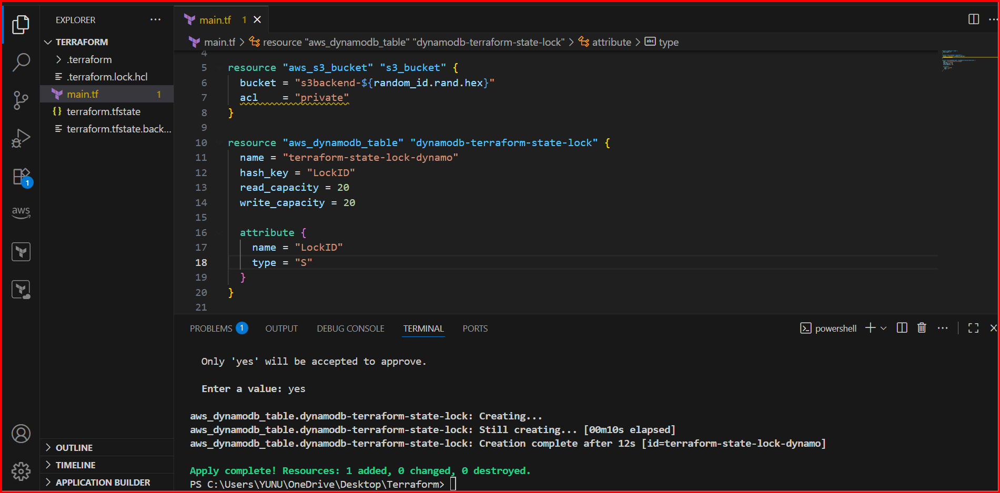 EXPLORER
TERRAFORM
.terraform
.terraform.lock.hcl
main.tf 1
terraform.tfstate
terraform.tfstate.back...
1
aws
OUTLINE
TIMELINE
APPLICATION BUILDER
main.tf 1
main.tf > resource "aws_dynamodb_table" "dynamodb-terraform-state-lock" > attribute > abc type
4
5 resource "aws_s3_bucket" "s3_bucket" {
6 bucket = "s3backend-${random_id.rand.hex}"
7 acl    = "private"
8 }
9
10 resource "aws_dynamodb_table" "dynamodb-terraform-state-lock" {
11 name = "terraform-state-lock-dynamo"
12 hash_key = "LockID"
13 read_capacity = 20
14 write_capacity = 20
15
16 attribute {
17 name = "LockID"
18 type = "S"
19 }
20 }
21
PROBLEMS 1 OUTPUT DEBUG CONSOLE TERMINAL PORTS powershell
Only 'yes' will be accepted to approve.
Enter a value: yes
aws_dynamodb_table.dynamodb-terraform-state-lock: Creating...
aws_dynamodb_table.dynamodb-terraform-state-lock: Still creating... [00m10s elapsed]
aws_dynamodb_table.dynamodb-terraform-state-lock: Creation complete after 12s [id=terraform-state-lock-dynamo]
Apply complete! Resources: 1 added, 0 changed, 0 destroyed.
PS C:\Users\YUNU\OneDrive\Desktop\Terraform>